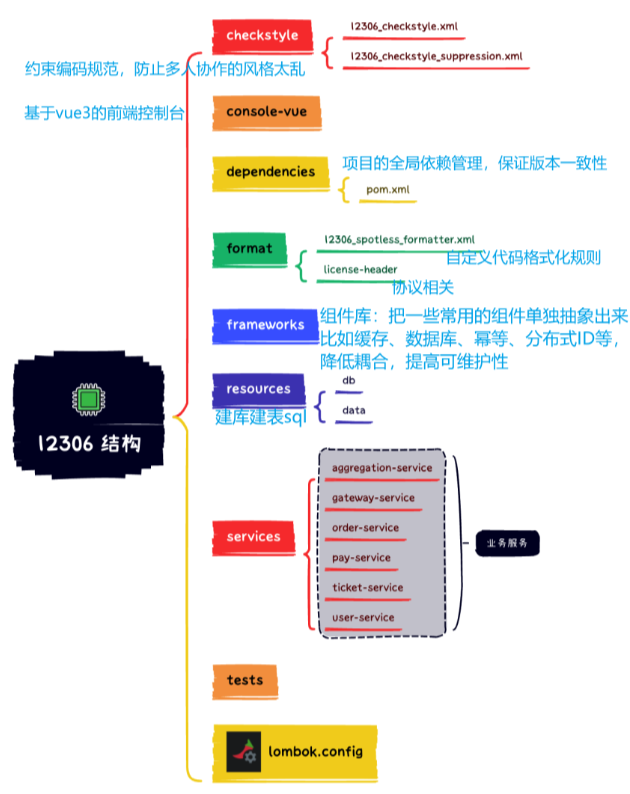 checkstyle
12306_checkstyle.xml
12306_checkstyle_suppression.xml
约束编码规范，防止多人协作的风格太乱
基于vue3的前端控制台
console-vue
dependencies
项目的全局依赖管理，保证版本一致性
pom.xml
format
12306_spotless_formatter.xml
自定义代码格式化规则
license-header
协议相关
frameworks
组件库：把一些常用的组件单独抽象出来
比如缓存、数据库、幂等、分布式ID等，
降低耦合，提高可维护性
resources
建库建表sql
db
data
12306 结构
services
aggregation-service
gateway-service
order-service
pay-service
ticket-service
user-service
业务服务
tests
lombok.config